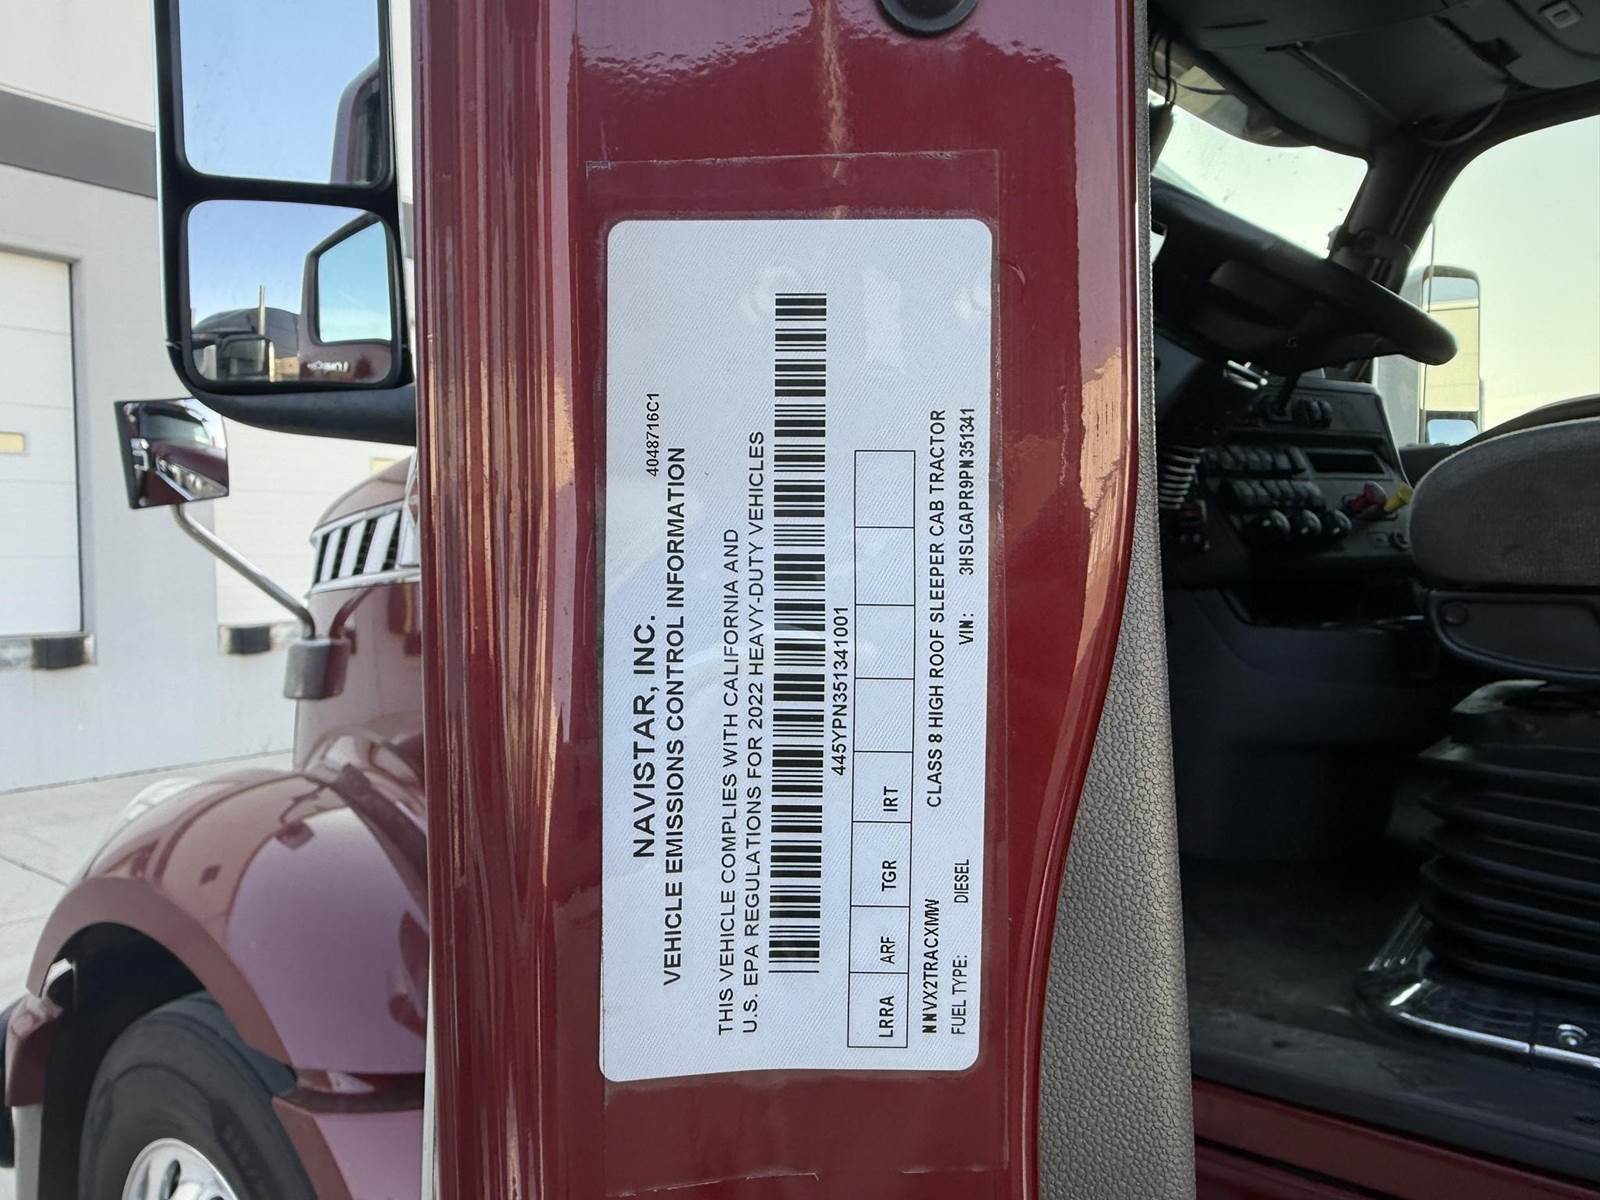 4048716C1
NAVISTAR, INC.
VEHICLE EMISSIONS CONTROL INFORMATION
THIS VEHICLE COMPLIES WITH CALIFORNIA AND
U.S. EPA REGULATIONS FOR 2022 HEAVY-DUTY VEHICLES
445YPN351341001
LRRA ARF TGR IRT
NNVX2TRACXMW CLASS 8 HIGH ROOF SLEEPER CAB TRACTOR
FUEL TYPE: DIESEL VIN: 3HSLGAPR9PN351341